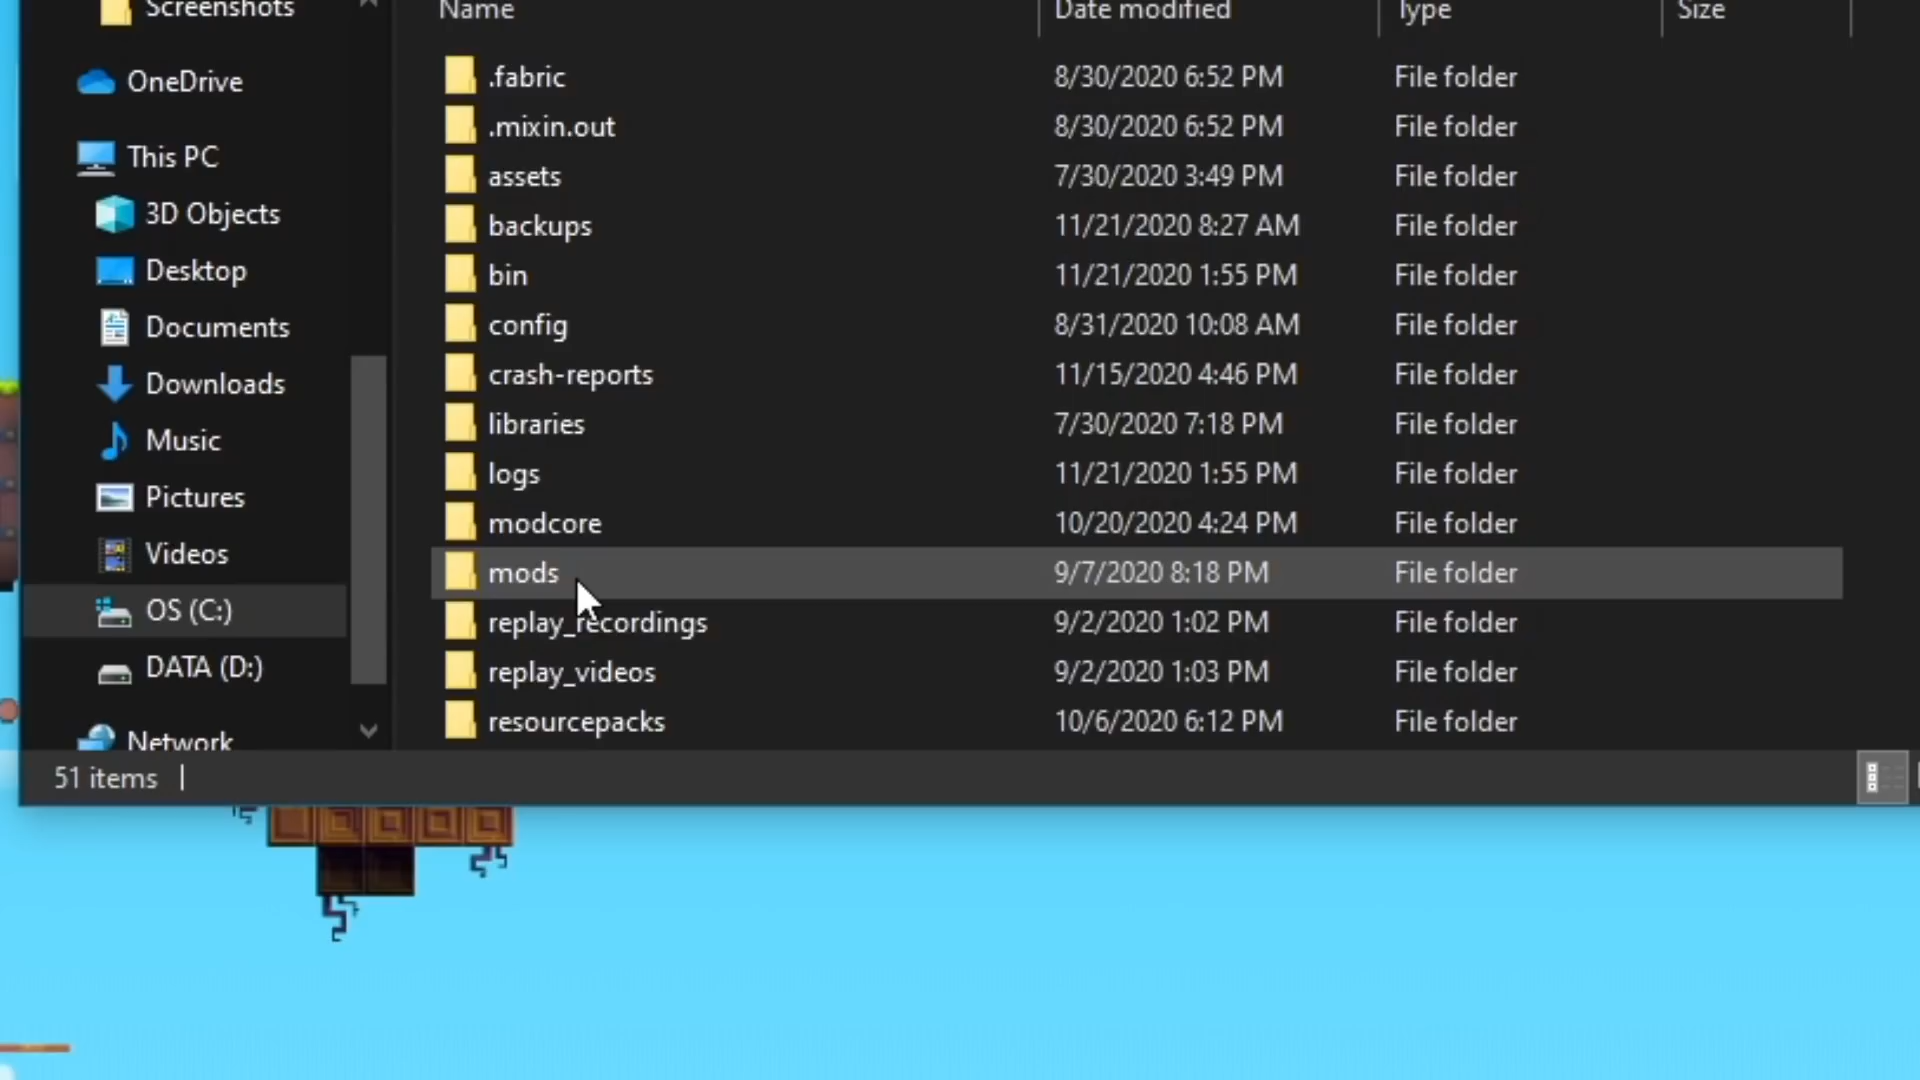 Screenshots
OneDrive
This PC
3D Objects
Desktop
Documents
Downloads
Music
Pictures
Videos
OS (C:)
DATA (D:)
Network
Name Date modified Type Size
.fabric 8/30/2020 6:52 PM File folder
.mixin.out 8/30/2020 6:52 PM File folder
assets 7/30/2020 3:49 PM File folder
backups 11/21/2020 8:27 AM File folder
bin 11/21/2020 1:55 PM File folder
config 8/31/2020 10:08 AM File folder
crash-reports 11/15/2020 4:46 PM File folder
libraries 7/30/2020 7:18 PM File folder
logs 11/21/2020 1:55 PM File folder
modcore 10/20/2020 4:24 PM File folder
mods 9/7/2020 8:18 PM File folder
replay_recordings 9/2/2020 1:02 PM File folder
replay_videos 9/2/2020 1:03 PM File folder
resourcepacks 10/6/2020 6:12 PM File folder
51 items